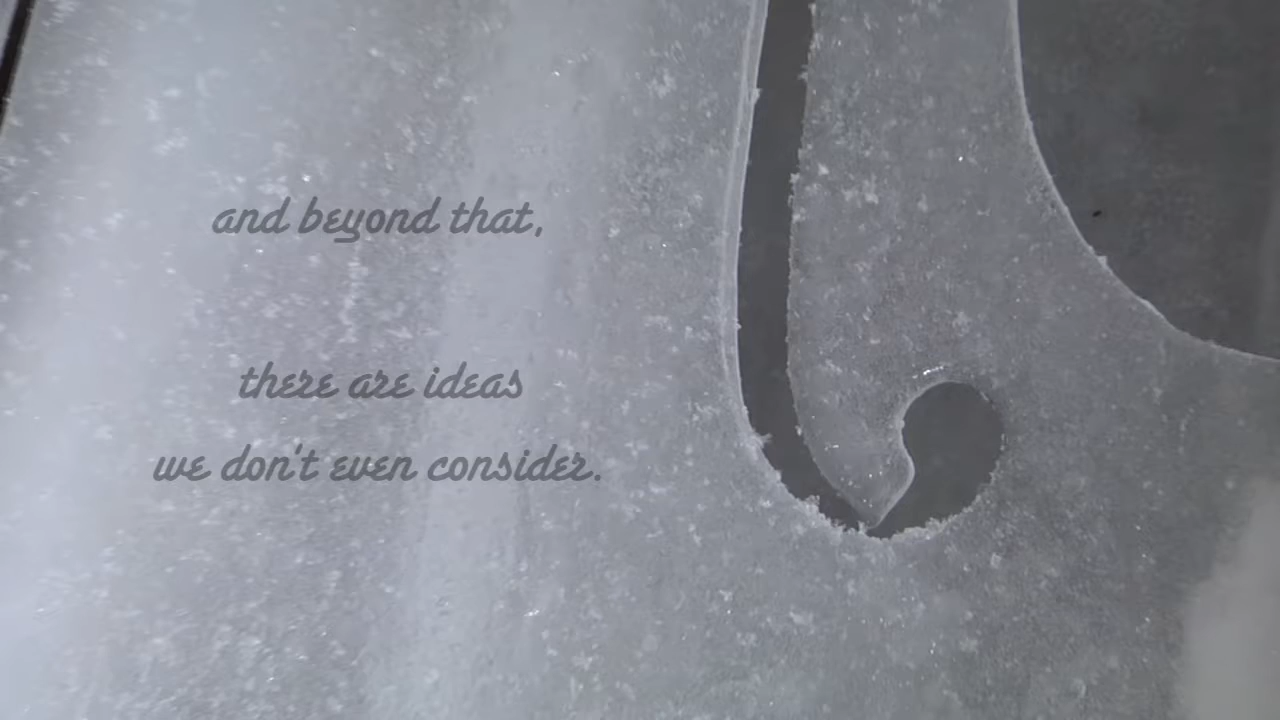 and beyond that,
there are ideas
we don't even consider.